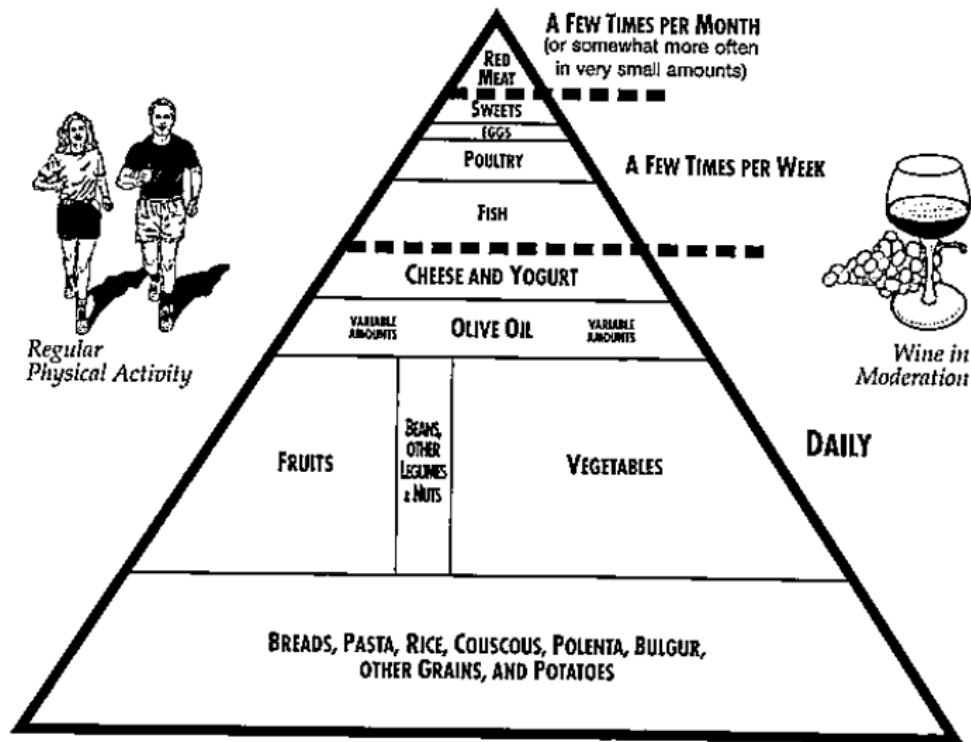 A FEW TIMES PER MONTH
(or somewhat more often
in very small amounts)
RED
MEAT
SWEETS
EGGS
POULTRY
A FEW TIMES PER WEEK
FISH
CHEESE AND YOGURT
VARIABLE
AMOUNTS
OLIVE OIL
VARIABLE
AMOUNTS
Regular
Physical Activity
Wine in
Moderation
FRUITS
BEANS,
OTHER
LEGUMES
& NUTS
VEGETABLES
DAILY
BREADS, PASTA, RICE, COUSCOUS, POLENTA, BULGUR,
OTHER GRAINS, AND POTATOES